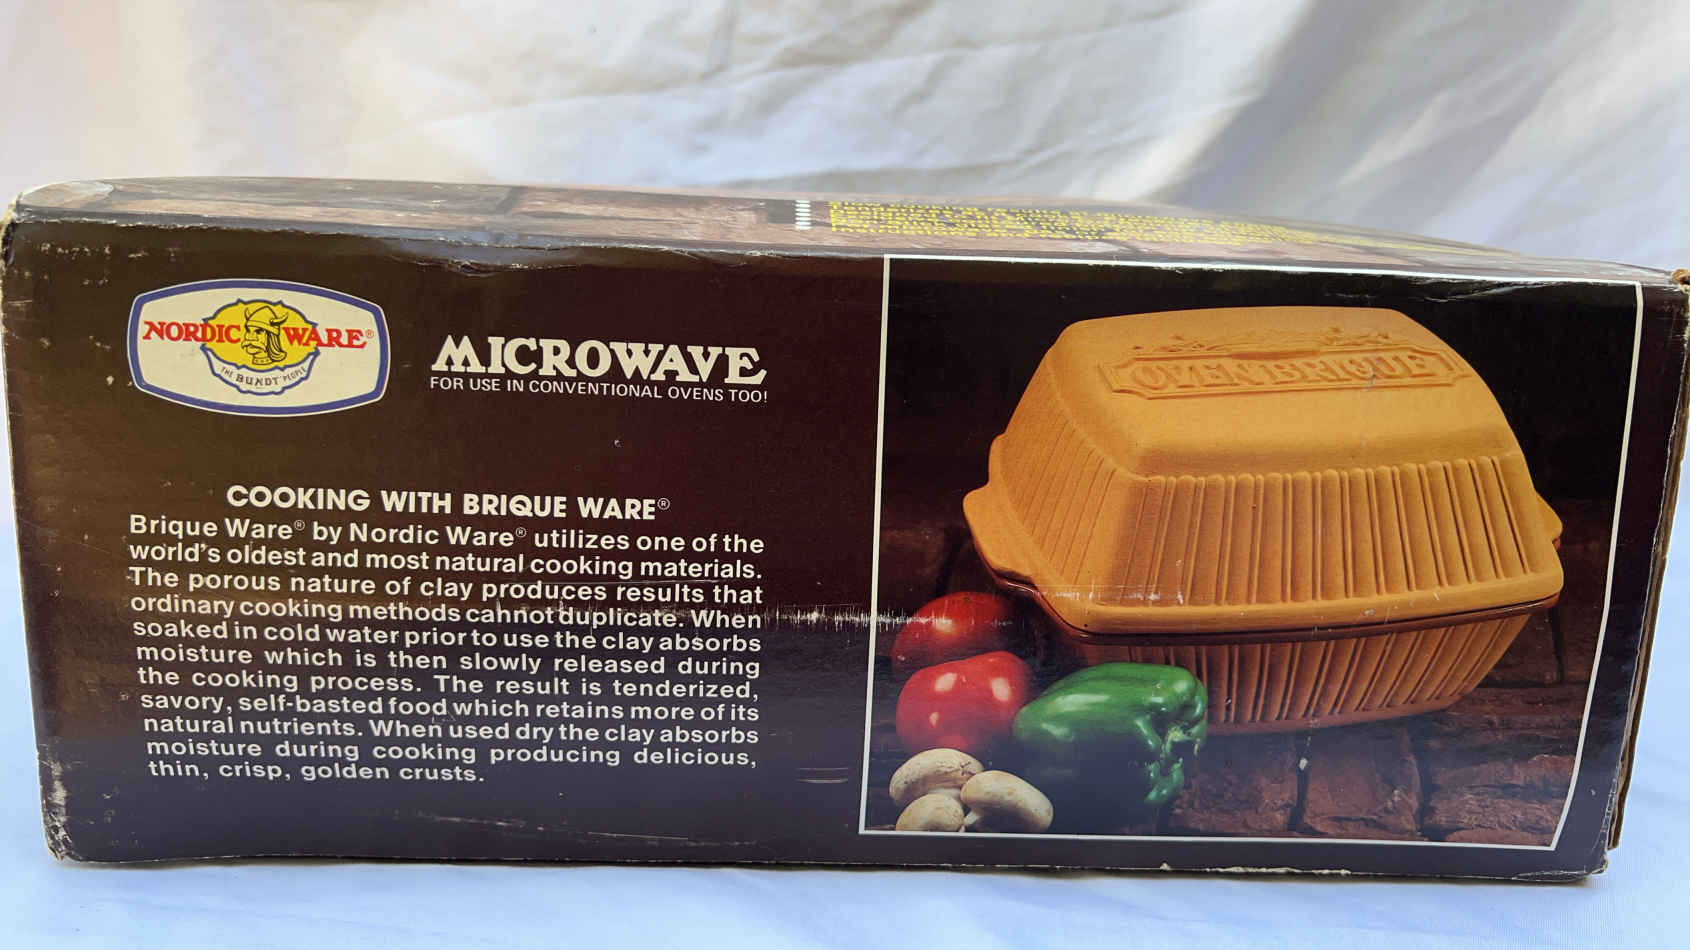 NORDIC WARE®
THE BUNDT® PEOPLE
MICROWAVE
FOR USE IN CONVENTIONAL OVENS TOO!
COOKING WITH BRIQUE WARE®
Brique Ware® by Nordic Ware® utilizes one of the
world's oldest and most natural cooking materials.
The porous nature of clay produces results that
ordinary cooking methods cannot duplicate. When
soaked in cold water prior to use the clay absorbs
moisture which is then slowly released during
the cooking process. The result is tenderized,
savory, self-basted food which retains more of its
natural nutrients. When used dry the clay absorbs
moisture during cooking producing delicious,
thin, crisp, golden crusts.
OVEN BRIQUE